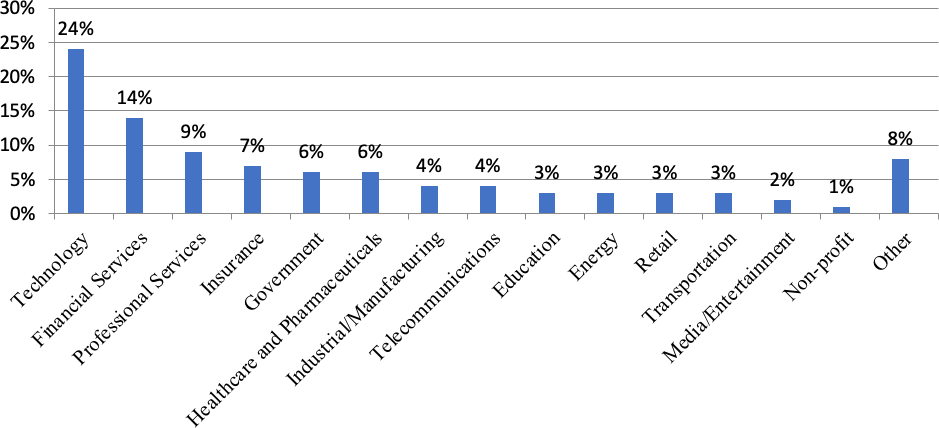 30%
25%
20%
15%
10%
5%
0%
24%
14%
9%
7%
6%
6%
4%
4%
3%
3%
3%
3%
2%
1%
8%
Technology
Financial Services
Professional Services
Insurance
Government
Healthcare and Pharmaceuticals
Industrial/Manufacturing
Telecommunications
Education
Energy
Retail
Transportation
Media/Entertainment
Non-profit
Other